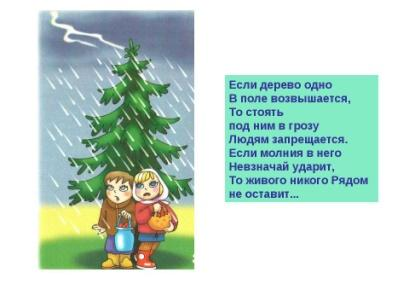 Если дерево одно
В поле возвышается,
То стоять
под ним в грозу
Людям запрещается.
Если молния в него
Невзначай ударит,
То живого никого Рядом
не оставит...